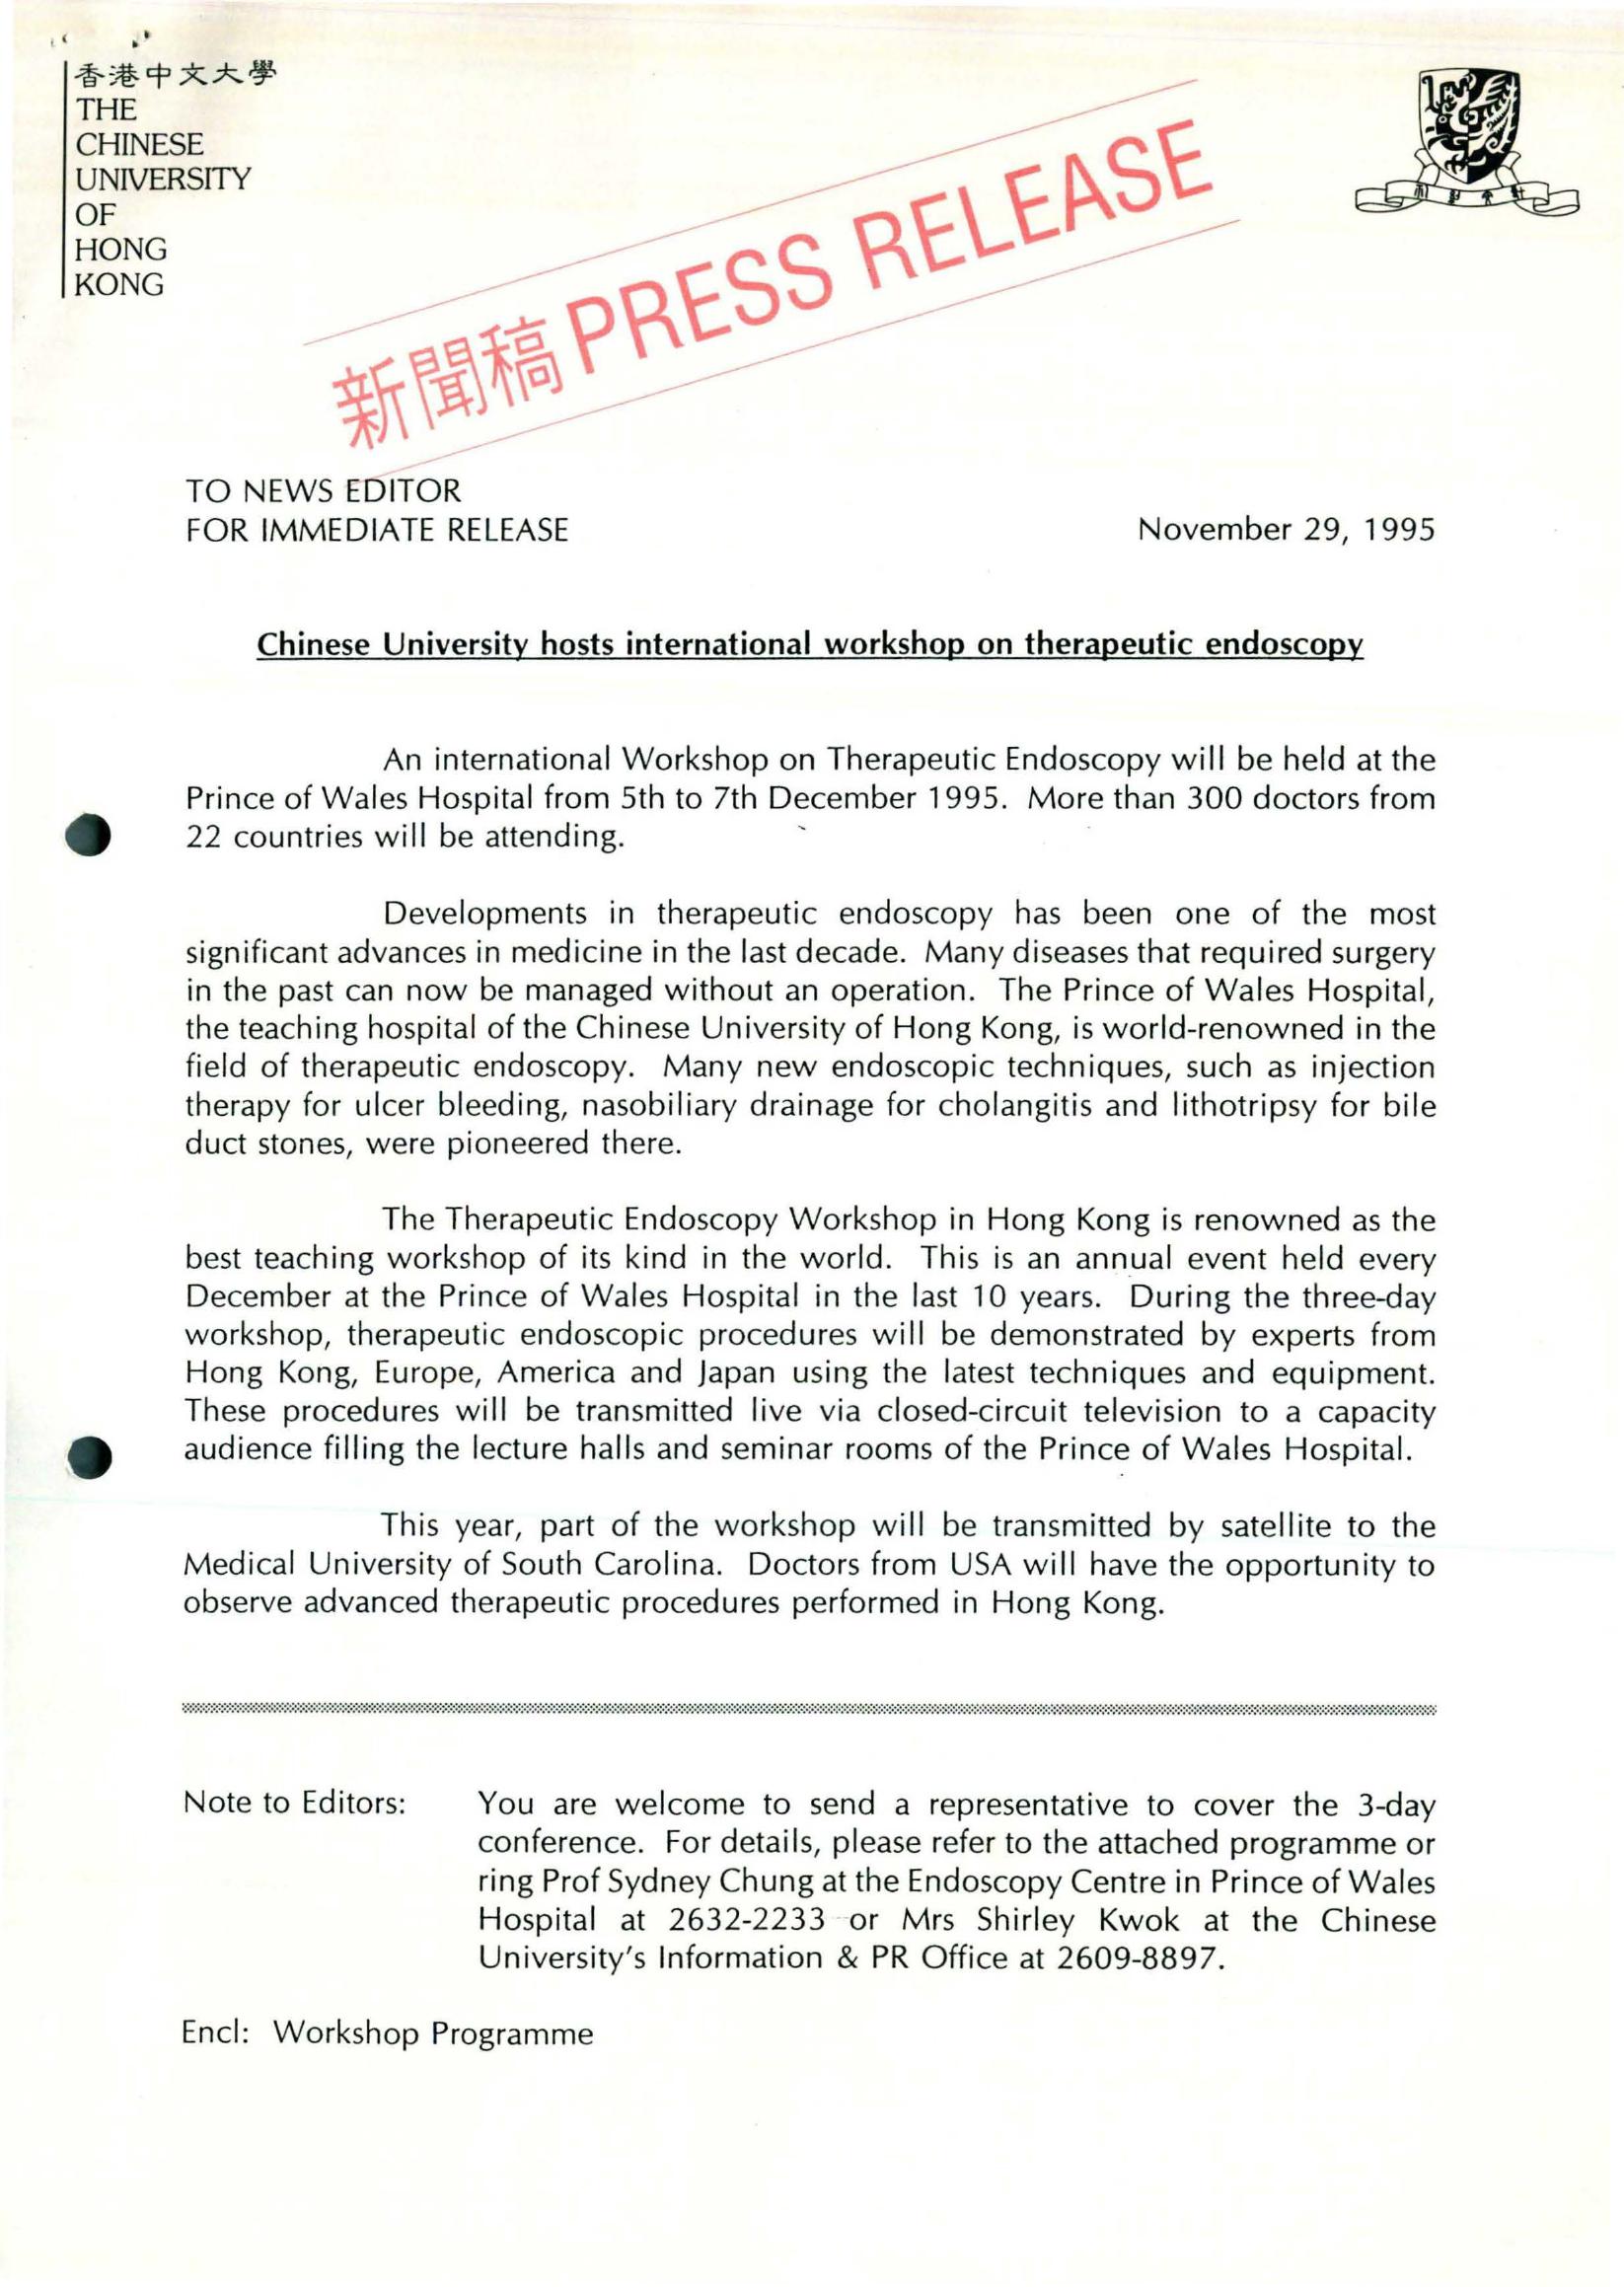 香港中文大學
THE
CHINESE
UNIVERSITY
OF
HONG
KONG
新聞稿 PRESS RELEASE
TO NEWS EDITOR
FOR IMMEDIATE RELEASE November 29, 1995
Chinese University hosts international workshop on therapeutic endoscopy
An international Workshop on Therapeutic Endoscopy will be held at the
Prince of Wales Hospital from 5th to 7th December 1995. More than 300 doctors from
22 countries will be attending.
Developments in therapeutic endoscopy has been one of the most
significant advances in medicine in the last decade. Many diseases that required surgery
in the past can now be managed without an operation. The Prince of Wales Hospital,
the teaching hospital of the Chinese University of Hong Kong, is world-renowned in the
field of therapeutic endoscopy. Many new endoscopic techniques, such as injection
therapy for ulcer bleeding, nasobiliary drainage for cholangitis and lithotripsy for bile
duct stones, were pioneered there.
The Therapeutic Endoscopy Workshop in Hong Kong is renowned as the
best teaching workshop of its kind in the world. This is an annual event held every
December at the Prince of Wales Hospital in the last 10 years. During the three-day
workshop, therapeutic endoscopic procedures will be demonstrated by experts from
Hong Kong, Europe, America and Japan using the latest techniques and equipment.
These procedures will be transmitted live via closed-circuit television to a capacity
audience filling the lecture halls and seminar rooms of the Prince of Wales Hospital.
This year, part of the workshop will be transmitted by satellite to the
Medical University of South Carolina. Doctors from USA will have the opportunity to
observe advanced therapeutic procedures performed in Hong Kong.
Note to Editors: You are welcome to send a representative to cover the 3-day
conference. For details, please refer to the attached programme or
ring Prof Sydney Chung at the Endoscopy Centre in Prince of Wales
Hospital at 2632-2233 or Mrs Shirley Kwok at the Chinese
University's Information & PR Office at 2609-8897.
Encl: Workshop Programme